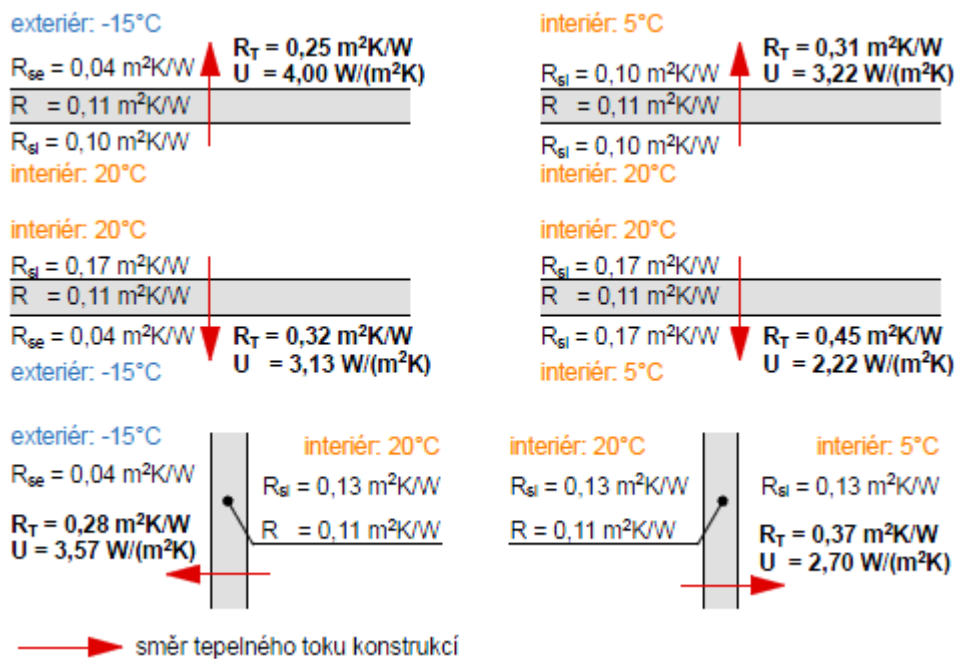 exteriér: -15°C
R_se = 0,04 m²K/W
R_T = 0,25 m²K/W
U = 4,00 W/(m²K)
R = 0,11 m²K/W
R_si = 0,10 m²K/W
interiér: 20°C
interiér: 5°C
R_si = 0,10 m²K/W
R_T = 0,31 m²K/W
U = 3,22 W/(m²K)
R = 0,11 m²K/W
R_si = 0,10 m²K/W
interiér: 20°C
interiér: 20°C
R_si = 0,17 m²K/W
R = 0,11 m²K/W
R_se = 0,04 m²K/W
R_T = 0,32 m²K/W
U = 3,13 W/(m²K)
exteriér: -15°C
interiér: 20°C
R_si = 0,17 m²K/W
R = 0,11 m²K/W
R_si = 0,17 m²K/W
R_T = 0,45 m²K/W
U = 2,22 W/(m²K)
interiér: 5°C
exteriér: -15°C
R_se = 0,04 m²K/W
R_T = 0,28 m²K/W
U = 3,57 W/(m²K)
interiér: 20°C
R_si = 0,13 m²K/W
R = 0,11 m²K/W
interiér: 20°C
R_si = 0,13 m²K/W
R = 0,11 m²K/W
interiér: 5°C
R_si = 0,13 m²K/W
R_T = 0,37 m²K/W
U = 2,70 W/(m²K)
směr tepelného toku konstrukcí